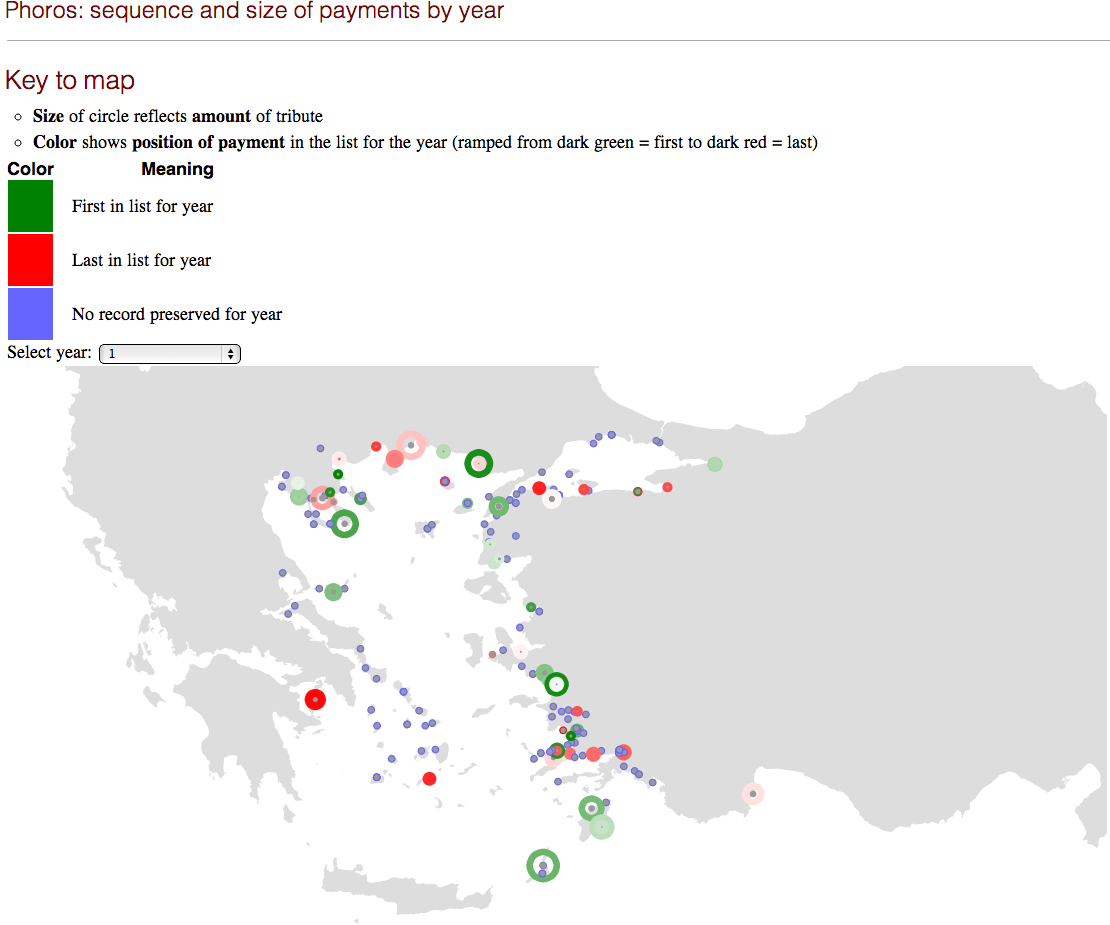 Phoros: sequence and size of payments by year
Key to map
Size of circle reflects amount of tribute
Color shows position of payment in the list for the year (ramped from dark green = first to dark red = last)
Color Meaning
First in list for year
Last in list for year
No record preserved for year
Select year: 1